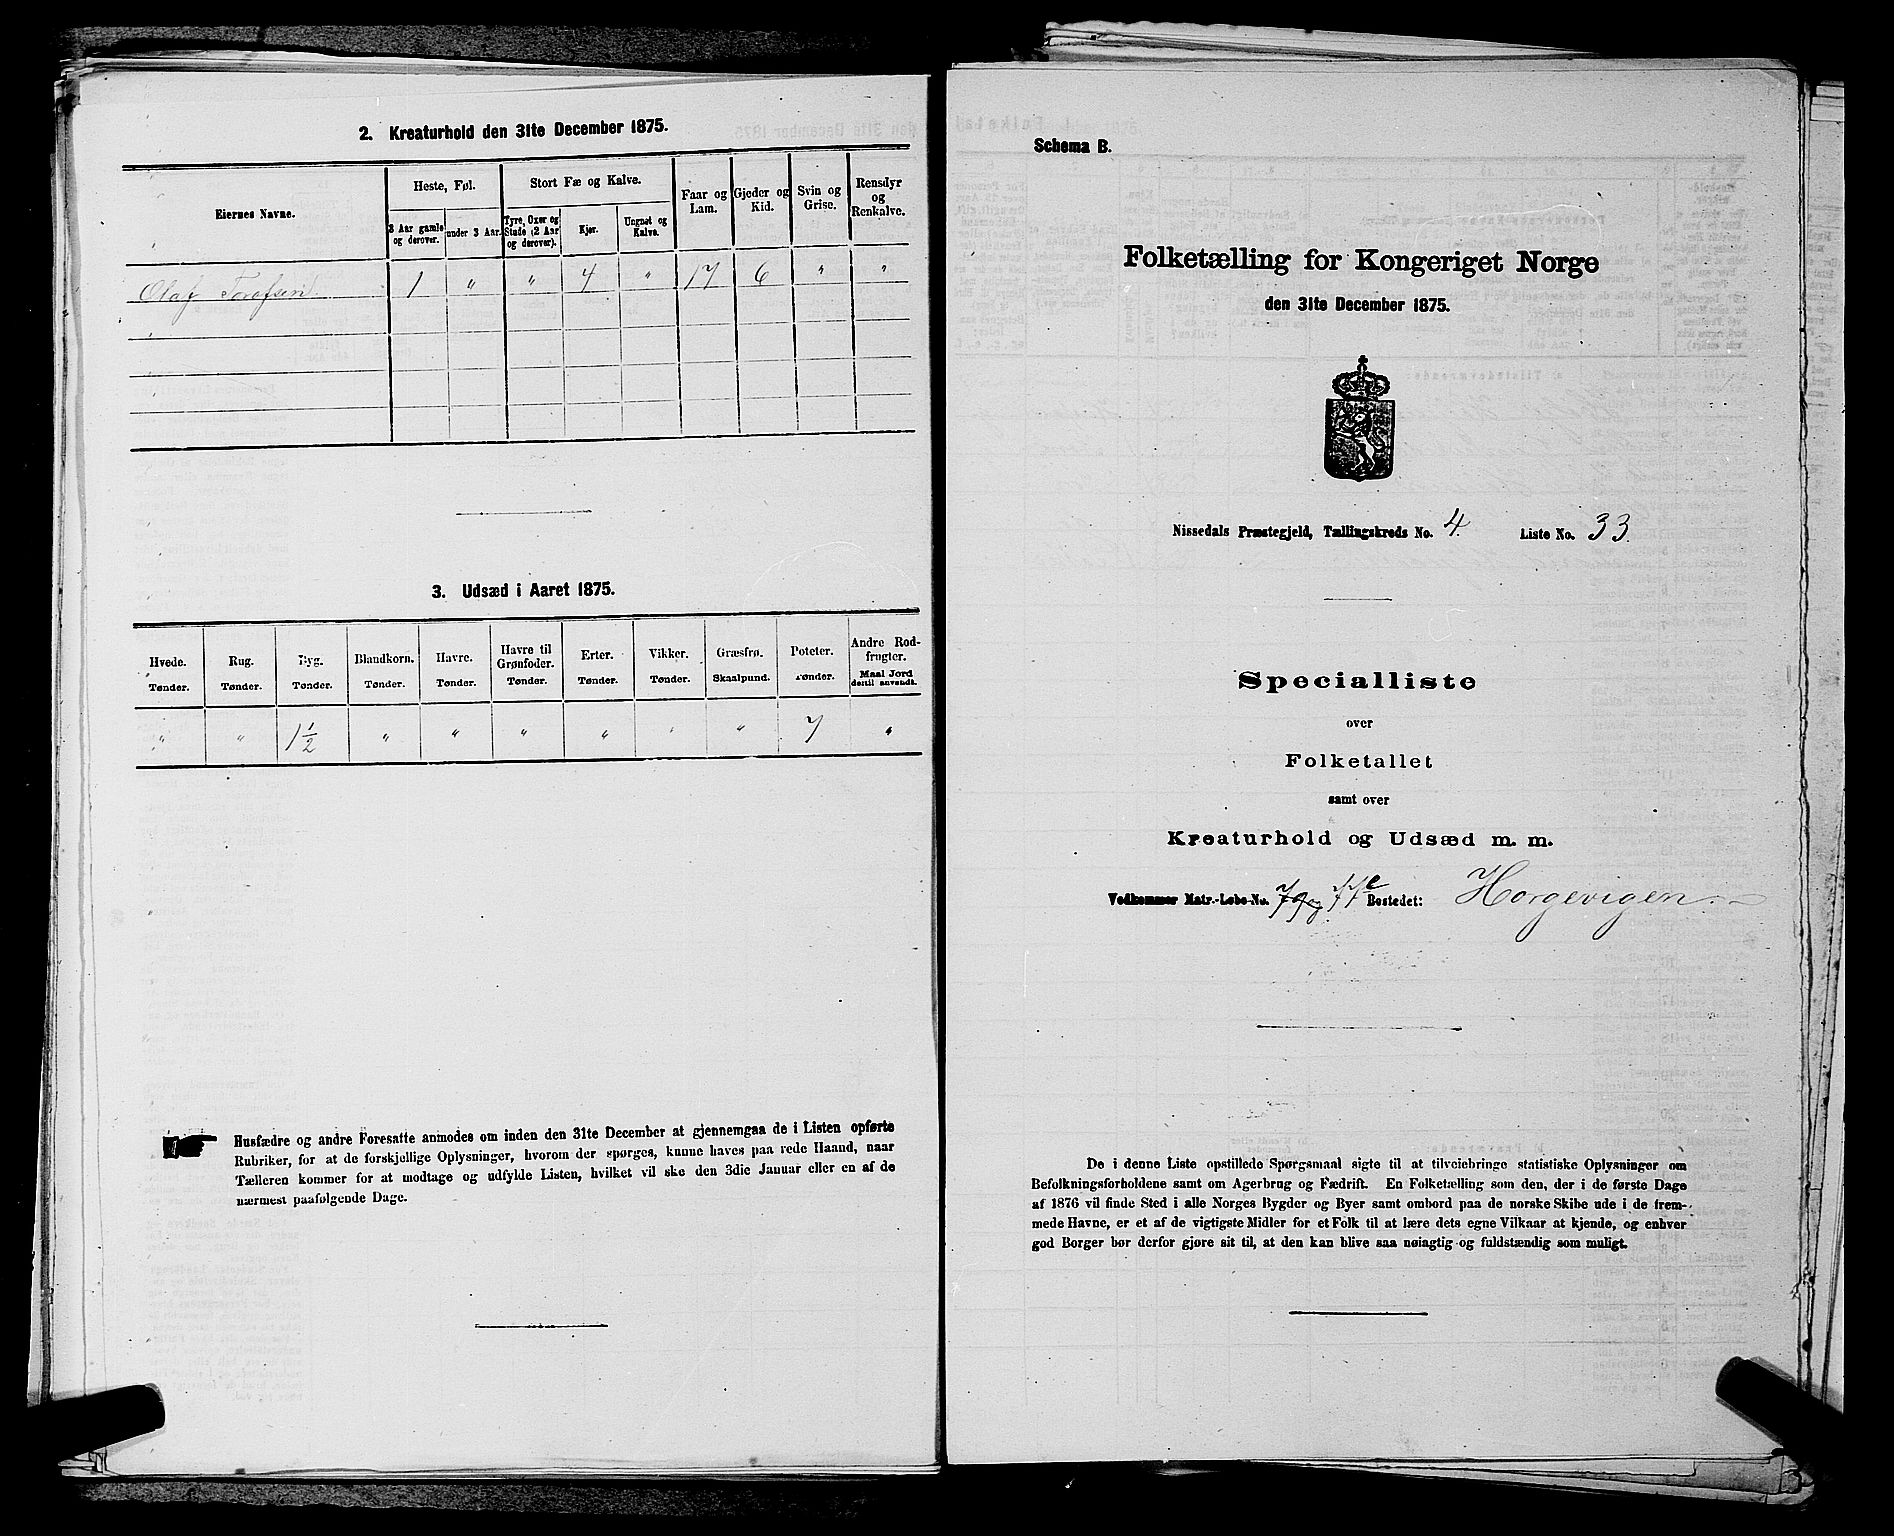 2. Kreaturhold den 31te December 1875.
Eiernes Navne.
Heste, Føl.
Stort Fæ og Kalve.
Faar og Lam.
Gjeder og Kid.
Svin og Grise.
Rensdyr og Renkalve.
3 Aar gamle og derover.
under 3 Aar.
Tyre, Oxer og Stude (2 Aar og derover).
Kjør.
Ungnøt og Kalve.
Olaf 1 " " 4 " 17 6 " "
3. Udsæd i Aaret 1875.
Hvede. Rug. Byg. Blandkorn. Havre. Havre til Grønfoder. Erter. Vikker. Græsfrø. Poteter. Andre Rodfrugter.
Tønder. Tønder. Tønder. Tønder. Tønder. Tønder. Tønder. Tønder. Skaalpund. Tønder. Maal Jord dertil anvendt.
" " 1 1/2 " " " " " " 7 "
Husfædre og andre Foresatte anmodes om inden den 31te December at gjennemgaa de i Listen opførte
Rubriker, for at de forskjellige Oplysninger, hvorom der spørges, kunne haves paa rede Haand, naar
Tælleren kommer for at modtage og udfylde Listen, hvilket vil ske den 3die Januar eller en af de
nærmest paafølgende Dage.
Schema B.
Folketælling for Kongeriget Norge
den 31te December 1875.
Nissedals Præstegjeld, Tællingskreds No. 4. Liste No. 33.
Specialliste
over
Folketallet
samt over
Kreaturhold og Udsæd m. m.
Vedkommer Matr.-Løbe-No. 79 og 77e Bostedet: Horgevigen
De i denne Liste opstillede Spørgsmaal sigte til at tilveiebringe statistiske Oplysninger om
Befolkningsforholdene samt om Agerbrug og Fædrift. En Folketælling som den, der i de første Dage
af 1876 vil finde Sted i alle Norges Bygder og Byer samt ombord paa de norske Skibe ude i de frem-
mede Havne, er et af de vigtigste Midler for et Folk til at lære dets egne Vilkaar at kjende, og enhver
god Borger bør derfor gjøre sit til, at den kan blive saa nøiagtig og fuldstændig som muligt.